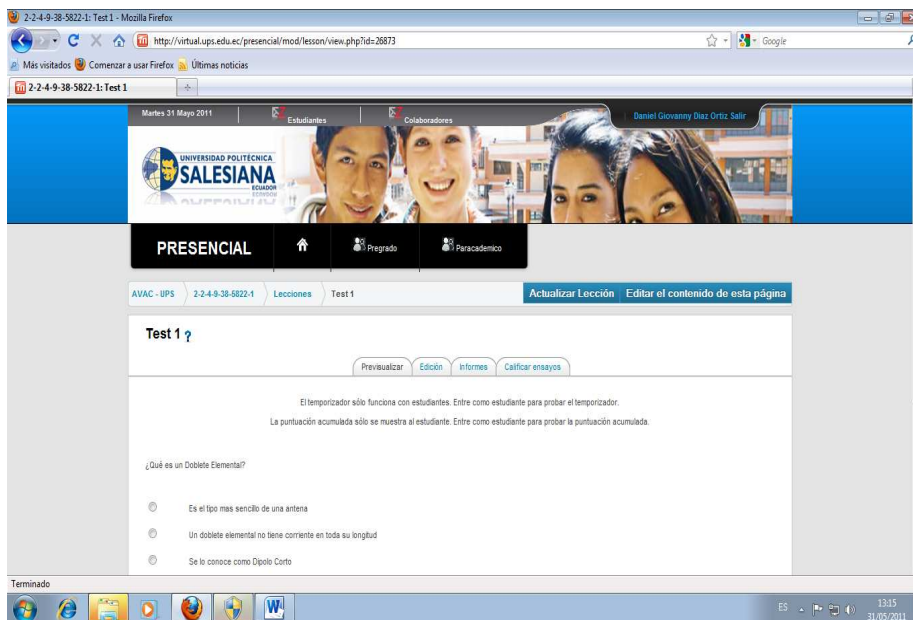 2-2-4-9-38-5822-1: Test 1 - Mozilla Firefox
http://virtual.ups.edu.ec/presencial/mod/lesson/view.php?id=26873
Google
Más visitados Comenzar a usar Firefox Últimas noticias
2-2-4-9-38-5822-1: Test 1
Martes 31 Mayo 2011 Estudiantes Colaboradores Daniel Giovanny Diaz Ortiz Salir
UNIVERSIDAD POLITÉCNICA
SALESIANA
ECUADOR
PRESENCIAL Pregrado Paracademico
AVAC - UPS 2-2-4-9-38-5822-1 Lecciones Test 1 Actualizar Lección Editar el contenido de esta página
Test 1 ?
Previsualizar Edición Informes Calificar ensayos
El temporizador sólo funciona con estudiantes. Entre como estudiante para probar el temporizador.
La puntuación acumulada sólo se muestra al estudiante. Entre como estudiante para probar la puntuación acumulada.
¿Qué es un Doblete Elemental?
Es el tipo mas sencillo de una antena
Un doblete elemental no tiene corriente en toda su longitud
Se lo conoce como Dipolo Corto
Terminado
ES 13:15
31/05/2011